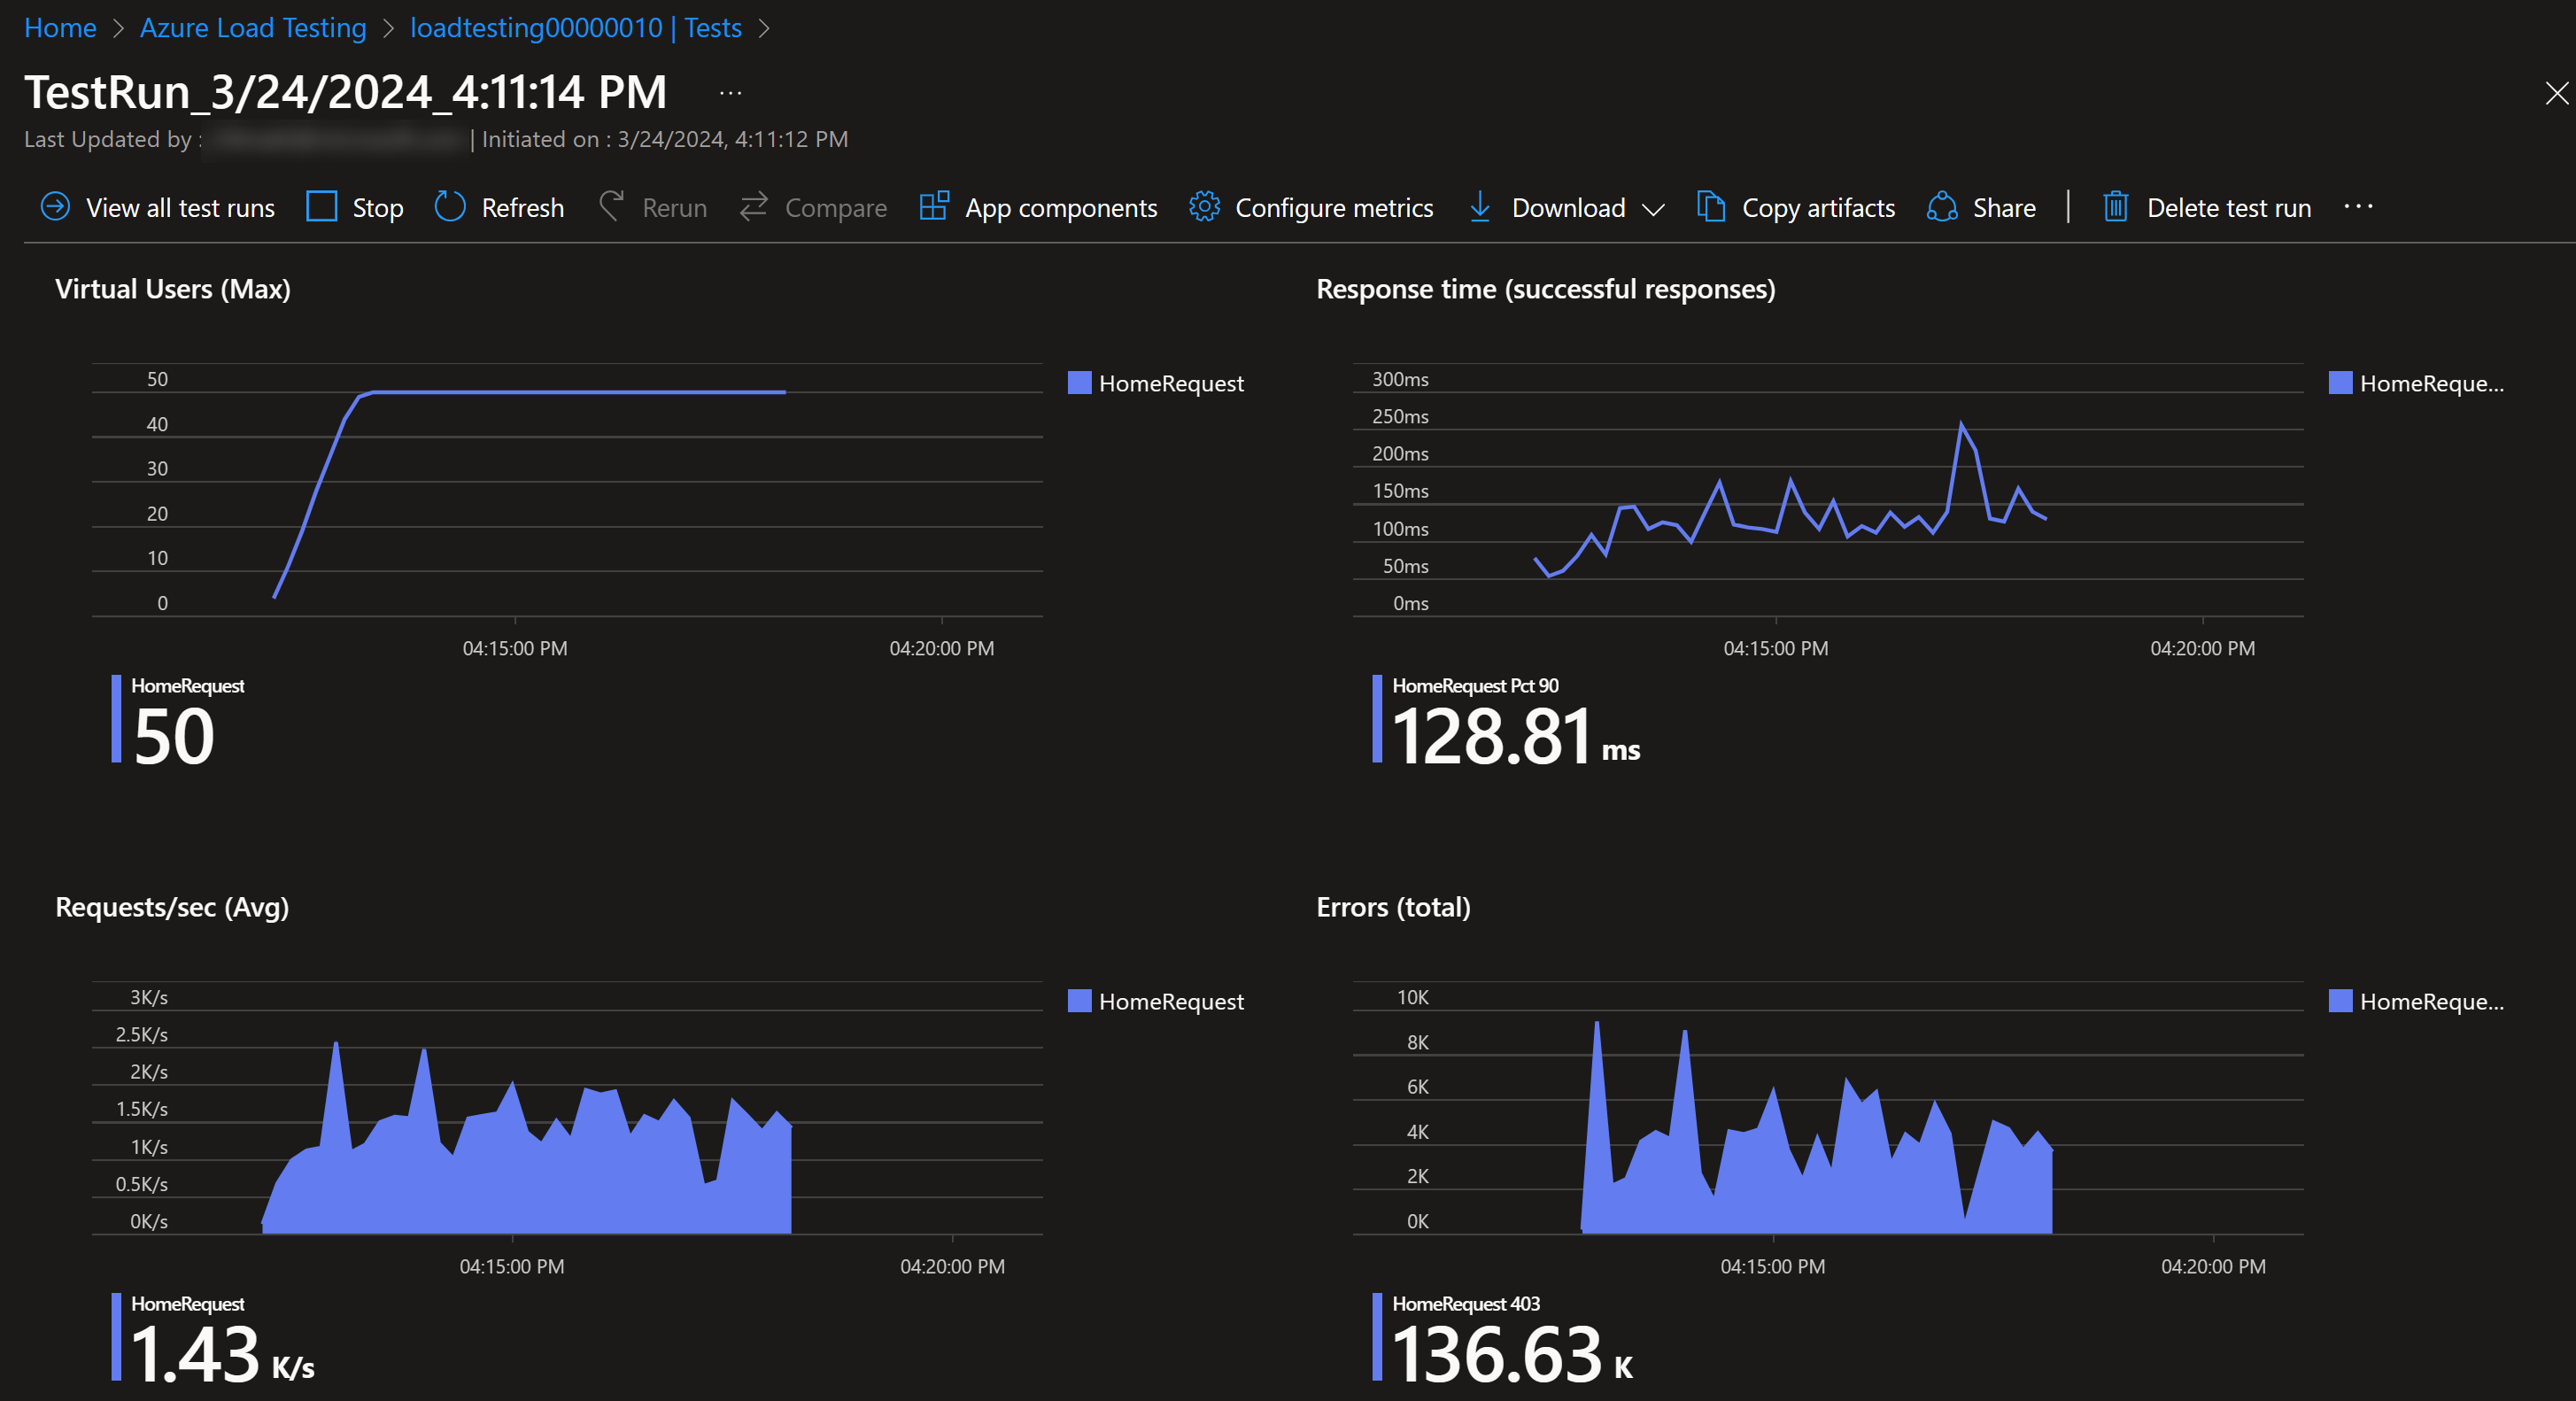 Home > Azure Load Testing > loadtesting00000010 | Tests >
TestRun_3/24/2024_4:11:14 PM ...
Last Updated by : | Initiated on : 3/24/2024, 4:11:12 PM
View all test runs Stop Refresh Rerun Compare App components Configure metrics Download Copy artifacts Share | Delete test run ...
Virtual Users (Max)
50
40
30
20
10
0
04:15:00 PM 04:20:00 PM
HomeRequest
HomeRequest
50
Response time (successful responses)
300ms
250ms
200ms
150ms
100ms
50ms
0ms
04:15:00 PM 04:20:00 PM
HomeReque...
HomeRequest Pct 90
128.81 ms
Requests/sec (Avg)
3K/s
2.5K/s
2K/s
1.5K/s
1K/s
0.5K/s
0K/s
04:15:00 PM 04:20:00 PM
HomeRequest
HomeRequest
1.43 K/s
Errors (total)
10K
8K
6K
4K
2K
0K
04:15:00 PM 04:20:00 PM
HomeReque...
HomeRequest 403
136.63 K